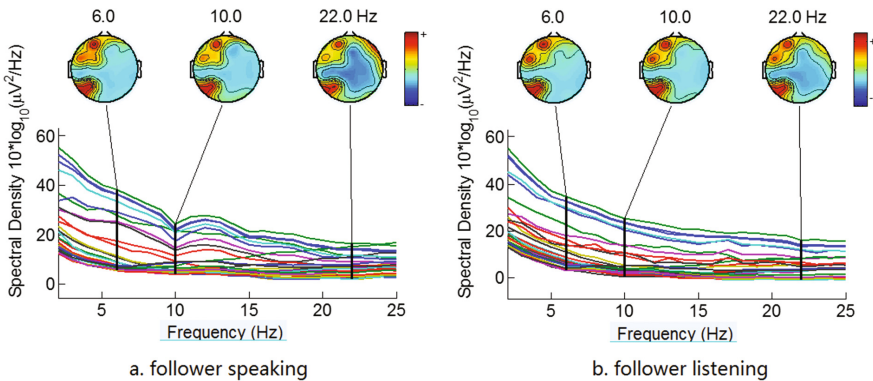 6.0 10.0 22.0 Hz
+
-
Spectral Density 10*log10(μV2/Hz)
60
40
20
0
5 10 15 20 25
Frequency (Hz)
a. follower speaking
6.0 10.0 22.0 Hz
+
-
Spectral Density 10*log10(μV2/Hz)
60
40
20
0
5 10 15 20 25
Frequency (Hz)
b. follower listening